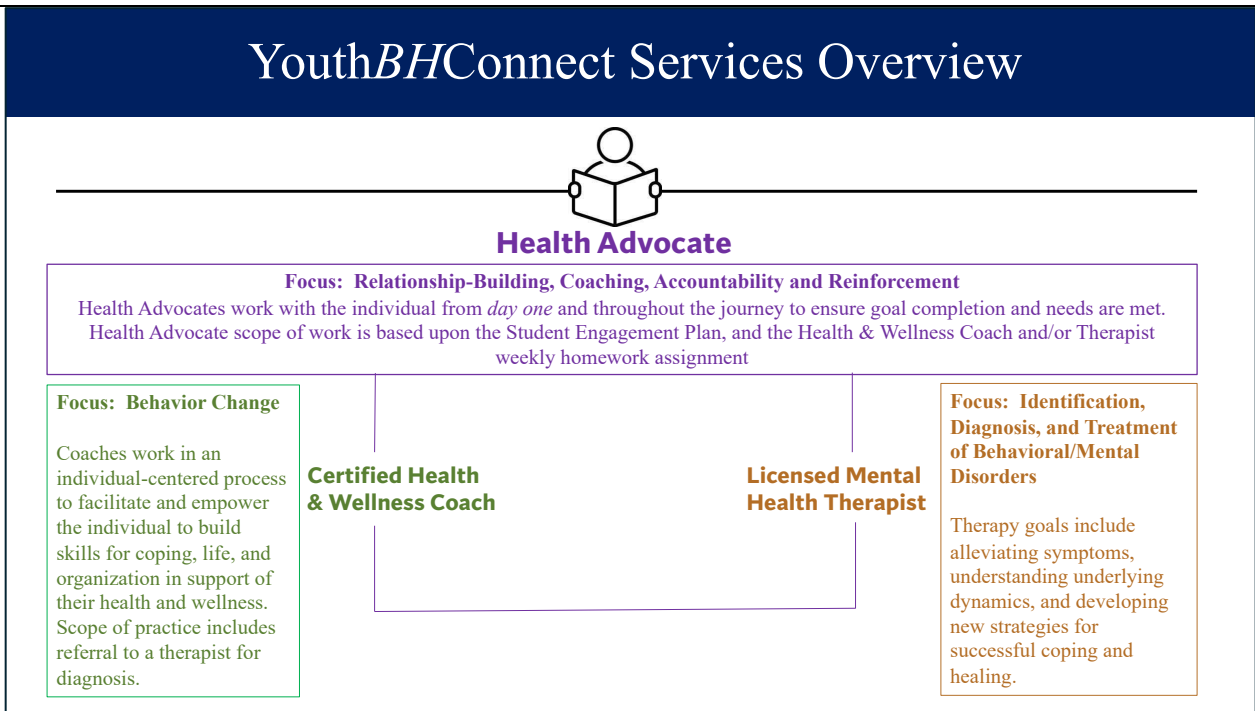 YouthBHConnect Services Overview
Health Advocate
Focus:  Relationship-Building, Coaching, Accountability and Reinforcement
Health Advocates work with the individual from day one and throughout the journey to ensure goal completion and needs are met.
Health Advocate scope of work is based upon the Student Engagement Plan, and the Health & Wellness Coach and/or Therapist
weekly homework assignment
Focus:  Behavior Change
Coaches work in an
individual-centered process
to facilitate and empower
the individual to build
skills for coping, life, and
organization in support of
their health and wellness.
Scope of practice includes
referral to a therapist for
diagnosis.
Certified Health
& Wellness Coach
Licensed Mental
Health Therapist
Focus:  Identification,
Diagnosis, and Treatment
of Behavioral/Mental
Disorders
Therapy goals include
alleviating symptoms,
understanding underlying
dynamics, and developing
new strategies for
successful coping and
healing.